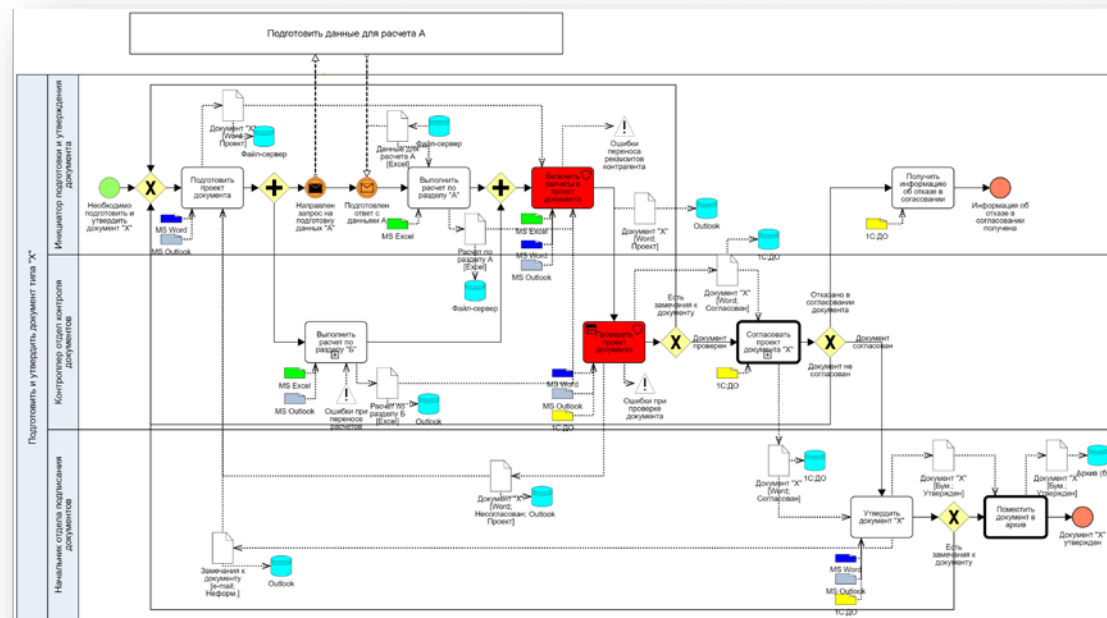 Подготовить данные для расчета А
Подготовить и утвердить документ типа "X"
Инициатор подготовки и утверждения
документа
Необходимо
подготовить и
утвердить
документ "X"
Подготовить
проект
документа
MS Word
MS Outlook
Документ "X"
[Word;
Проект]
Файл-сервер
Направлен
запрос на
подготовку
данных "А"
Подготовлен
ответ с
данными А
Данные для
расчета А
[Excel]
Файл-сервер
Выполнить
расчет по
разделу "А"
MS Excel
Расчет по
разделу А
[Excel]
Файл-сервер
Включить
расчеты в
проект
документа
MS Excel
MS Word
MS Outlook
Ошибки
переноса
реквизитов
контрагента
Документ "X"
[Word;
Проект]
Outlook
Получить
информацию
об отказе в
согасовании
1С:ДО
Информация об
отказе в
согласовании
получена
Контроллер отдел контроля
документов
Выполнить
расчет по
разделу "Б"
MS Excel
MS Outlook
Ошибки при
переносе
расчетов
Расчет по
разделу Б
[Excel]
Outlook
Проверить
проект
документа
MS Word
MS Outlook
1С:ДО
Ошибки при
проверке
документа
Есть
замечания к
документу
Документ
проверен
Документ "X"
[Word;
Согласован]
1С:ДО
Согласовать
проект
документа "X"
1С:ДО
Отказано в
согласовании
документа
Документ
согласован
Документ не
согласован
Начальник отдела подписания
документов
Документ "X"
[Word;
Несогласован;
Проект]
Outlook
Замечания к
документу
[e-mail;
Неформ.]
Outlook
Документ "X"
[Word;
Согласован]
1С:ДО
Утвердить
документ "X"
MS Word
MS Outlook
1С:ДО
Документ "X"
[Бум.;
Утвержден]
Есть
замечания к
документу
Поместить
документ в
архив
Документ "X"
[Бум.;
Утвержден]
Архив (б
Документ "X"
утвержден